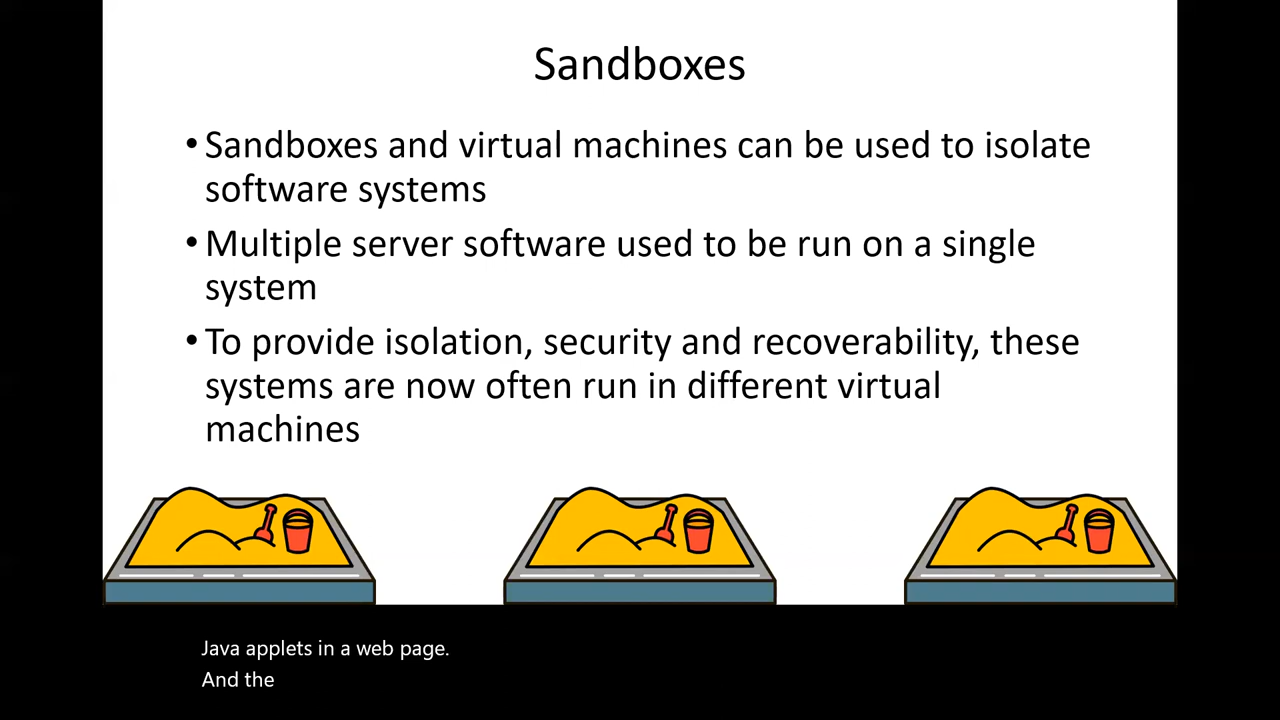 Sandboxes
•Sandboxes and virtual machines can be used to isolate
software systems
•Multiple server software used to be run on a single
system
•To provide isolation, security and recoverability, these
systems are now often run in different virtual
machines
Java applets in a web page.
And the